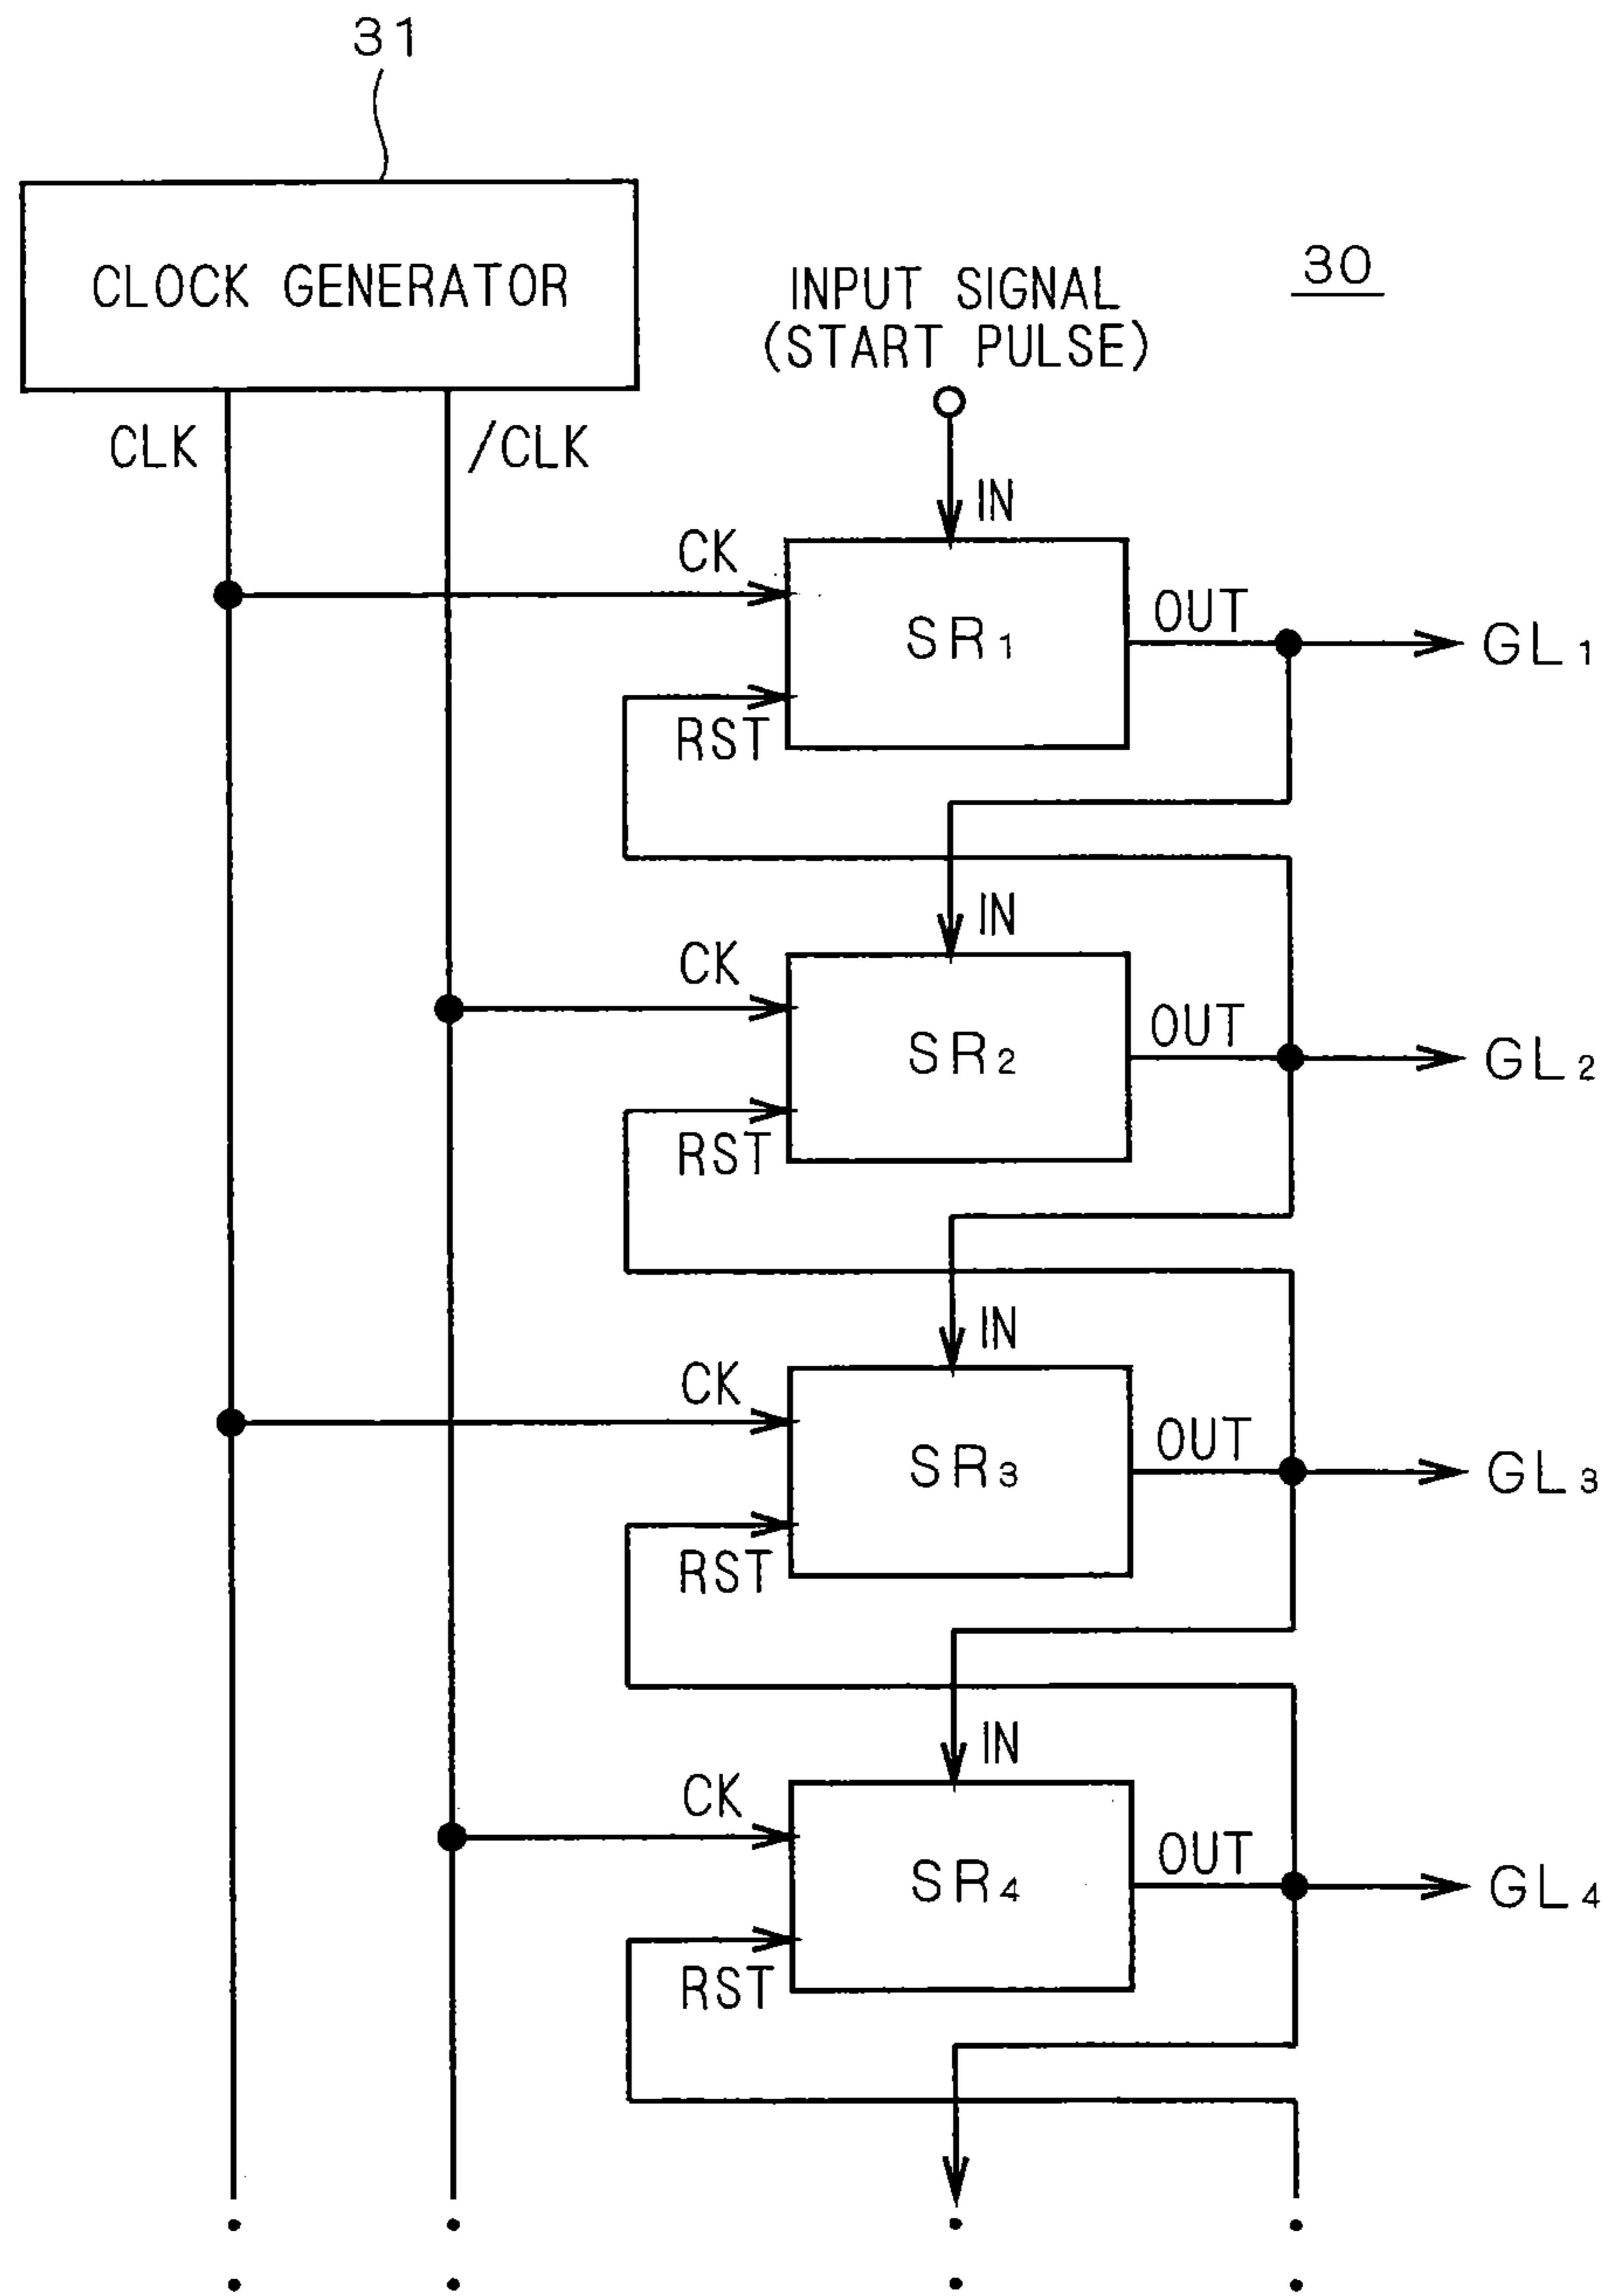 31
CLOCK GENERATOR
30
INPUT SIGNAL
(START PULSE)
CLK
/CLK
IN
CK
SR1
OUT
GL1
RST
IN
CK
SR2
OUT
GL2
RST
IN
CK
SR3
OUT
GL3
RST
IN
CK
SR4
OUT
GL4
RST